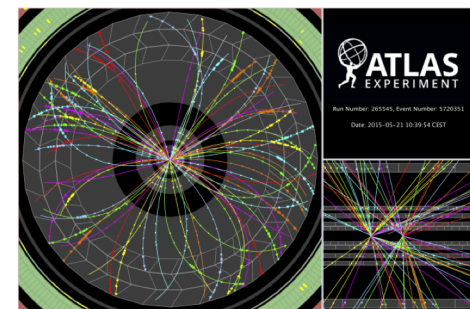 ATLAS
EXPERIMENT
Run Number: 265545, Event Number: 5720351
Date: 2015-05-21 10:39:54 CEST